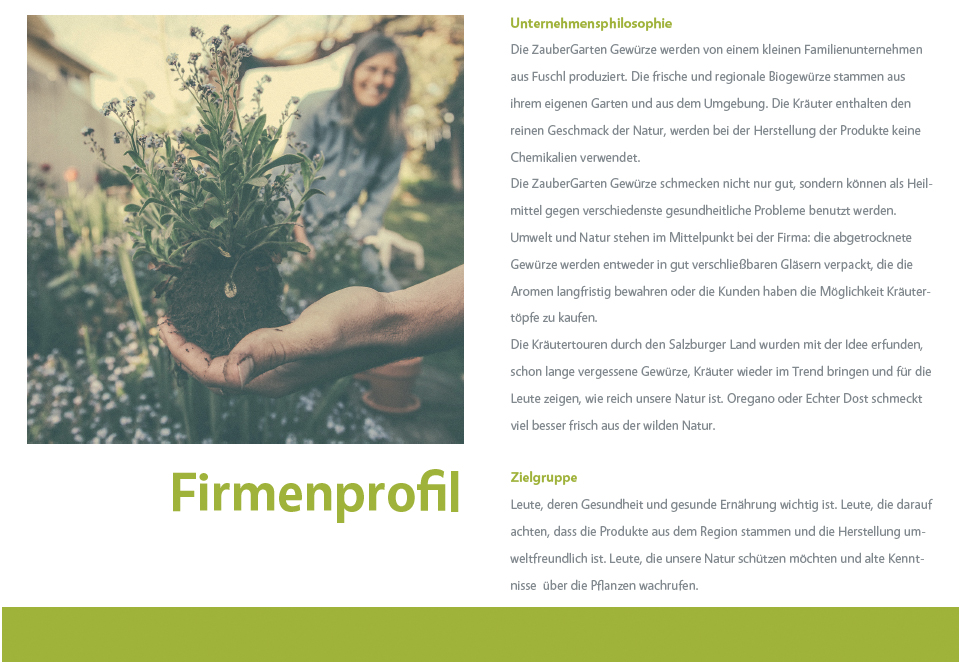 Firmenprofil
Unternehmensphilosophie
Die ZauberGarten Gewürze werden von einem kleinen Familienunternehmen
aus Fuschl produziert. Die frische und regionale Biogewürze stammen aus
ihrem eigenen Garten und aus dem Umgebung. Die Kräuter enthalten den
reinen Geschmack der Natur, werden bei der Herstellung der Produkte keine
Chemikalien verwendet.
Die ZauberGarten Gewürze schmecken nicht nur gut, sondern können als Heil-
mittel gegen verschiedenste gesundheitliche Probleme benutzt werden.
Umwelt und Natur stehen im Mittelpunkt bei der Firma: die abgetrocknete
Gewürze werden entweder in gut verschließbaren Gläsern verpackt, die die
Aromen langfristig bewahren oder die Kunden haben die Möglichkeit Kräuter-
töpfe zu kaufen.
Die Kräutertouren durch den Salzburger Land wurden mit der Idee erfunden,
schon lange vergessene Gewürze, Kräuter wieder im Trend bringen und für die
Leute zeigen, wie reich unsere Natur ist. Oregano oder Echter Dost schmeckt
viel besser frisch aus der wilden Natur.
Zielgruppe
Leute, deren Gesundheit und gesunde Ernährung wichtig ist. Leute, die darauf
achten, dass die Produkte aus dem Region stammen und die Herstellung um-
weltfreundlich ist. Leute, die unsere Natur schützen möchten und alte Kennt-
nisse  über die Pflanzen wachrufen.